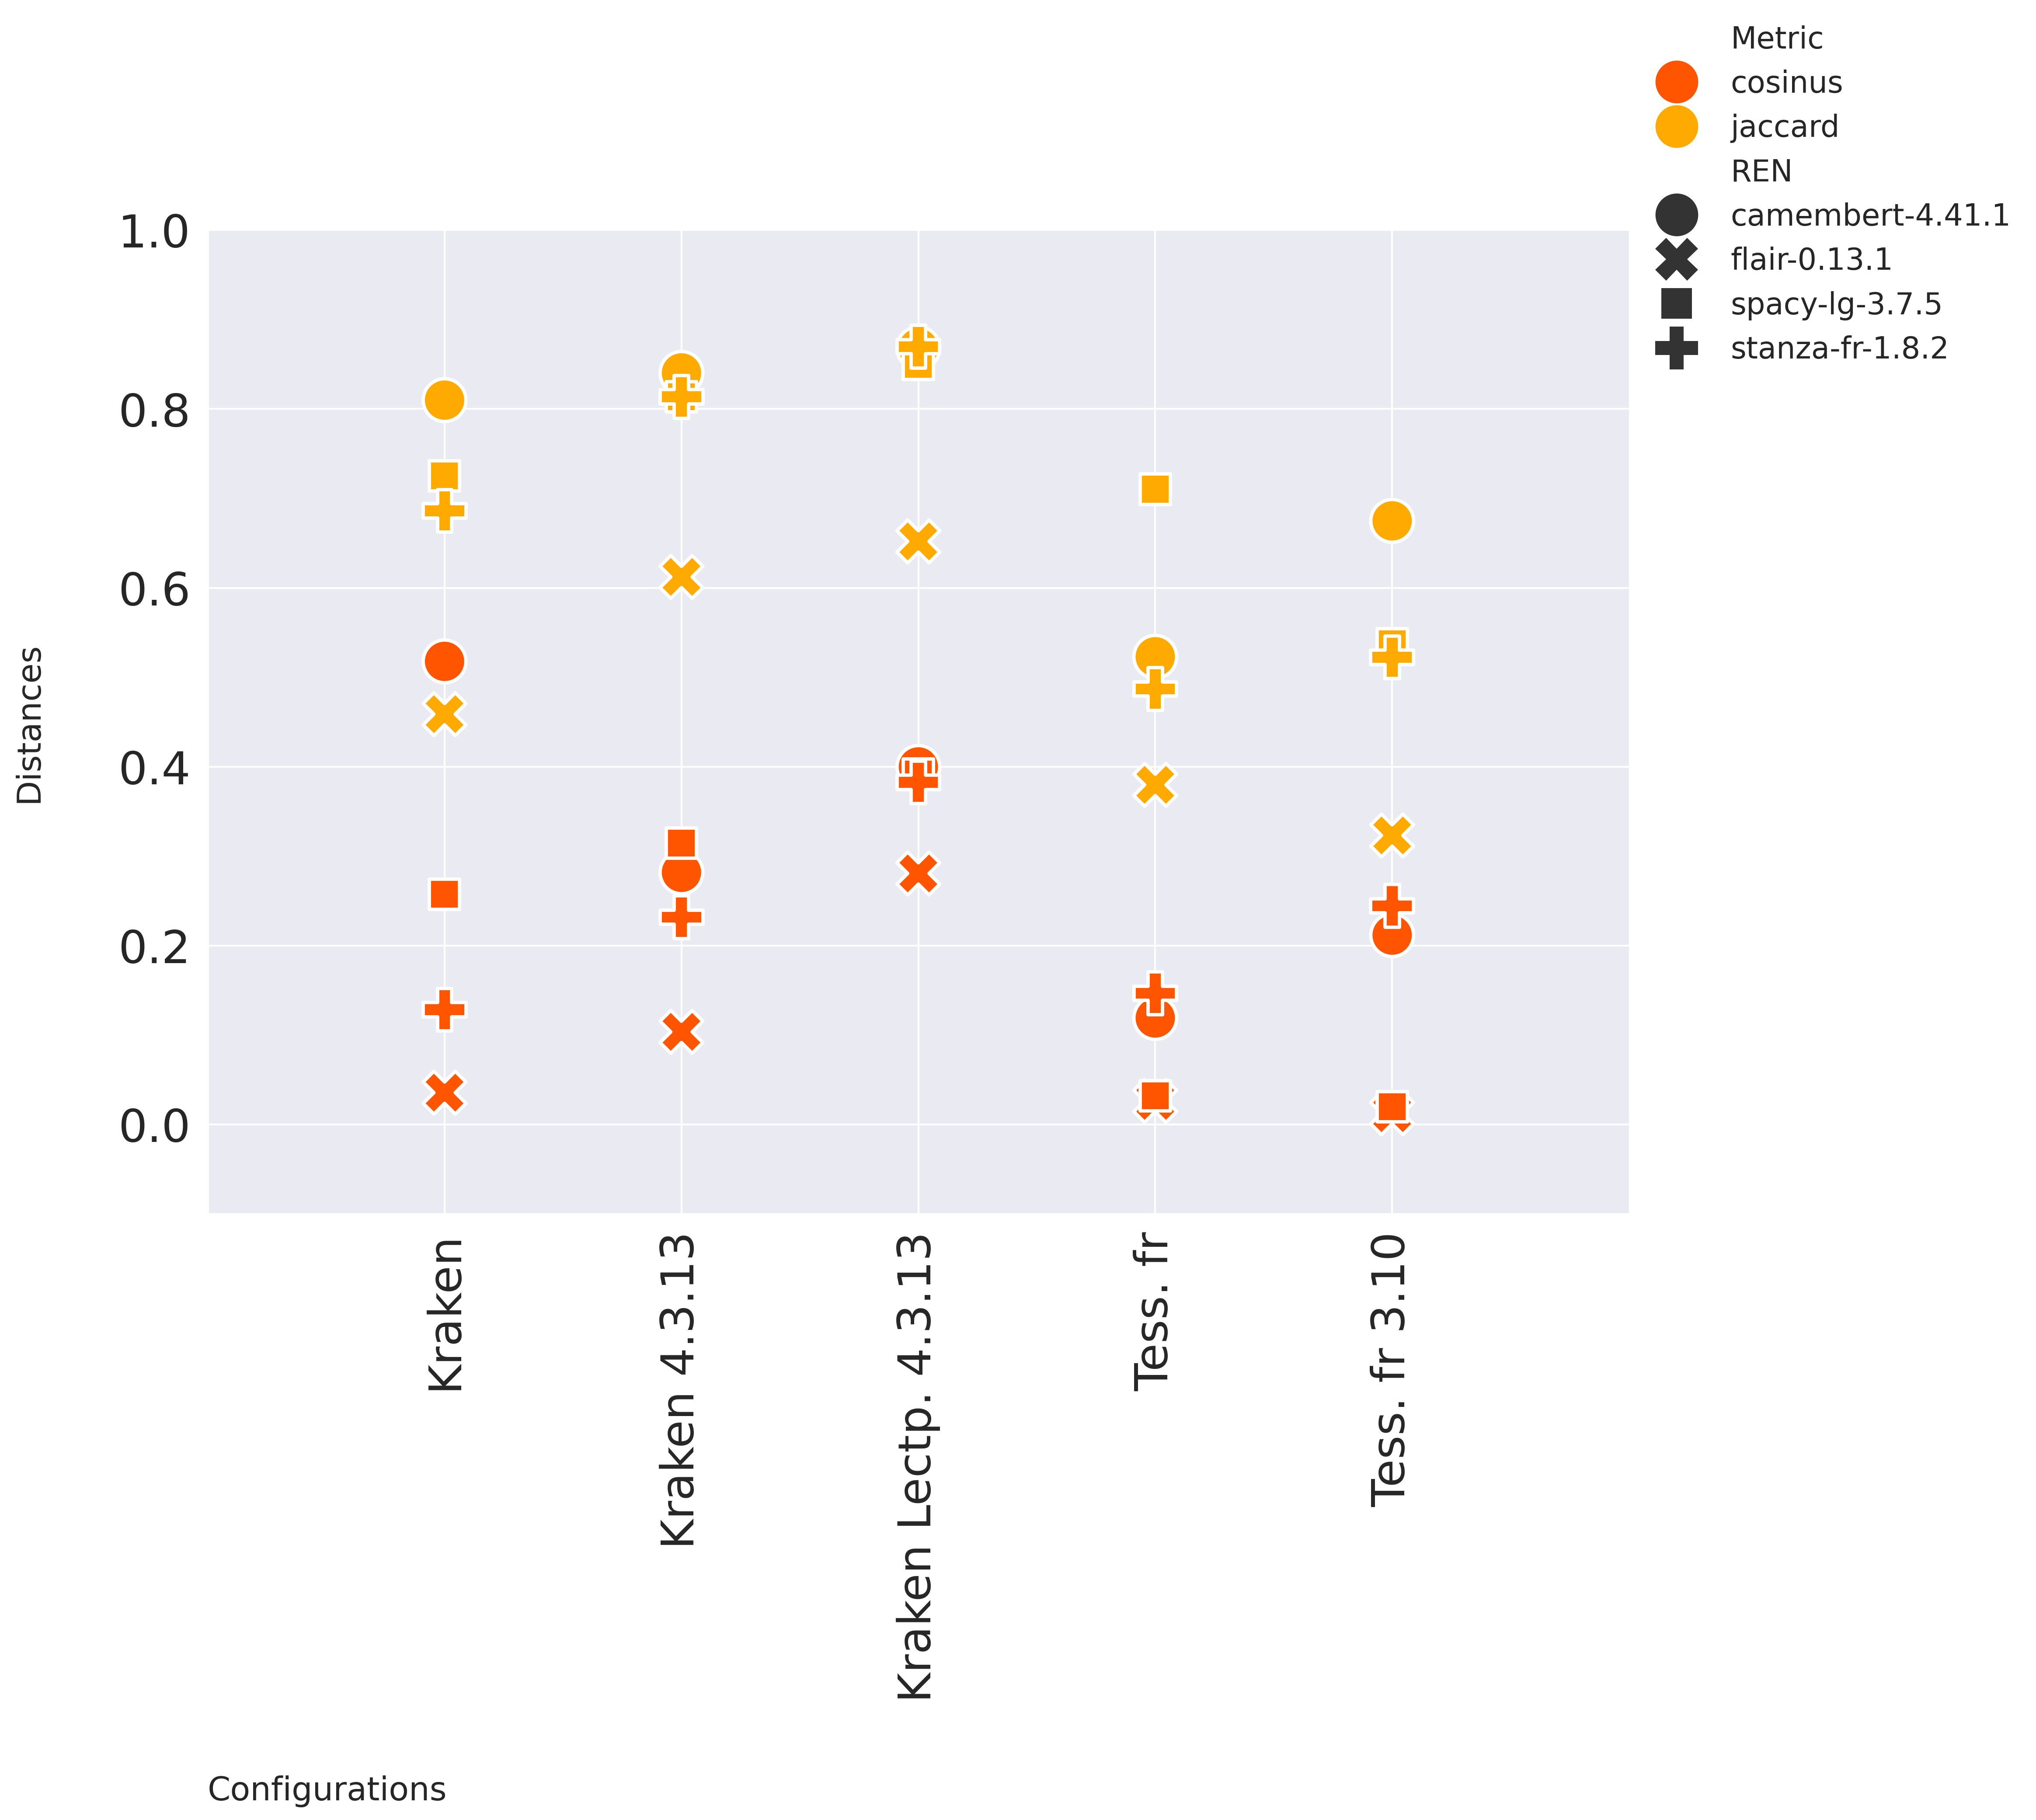 Metric
cosinus
jaccard
REN
camembert-4.41.1
flair-0.13.1
spacy-lg-3.7.5
stanza-fr-1.8.2
1.0
0.8
0.6
0.4
0.2
0.0
Distances
Kraken
Kraken 4.3.13
Kraken Lectp. 4.3.13
Tess. fr
Tess. fr 3.10
Configurations